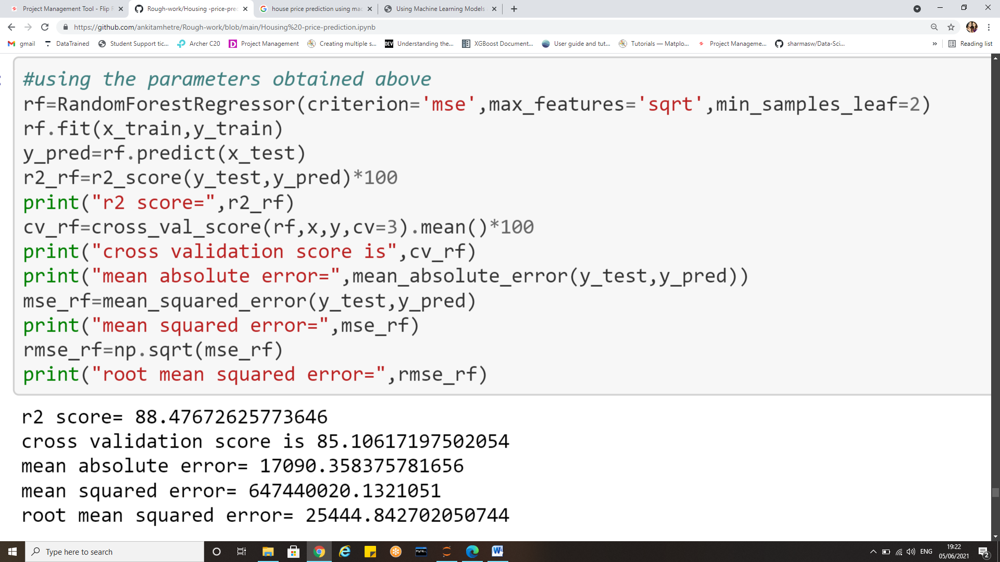 Project Management Tool - Flip R
Rough-work/Housing -price-pred
house price prediction using mac
Using Machine Learning Models
https://github.com/ankitamhetre/Rough-work/blob/main/Housing%20-price-prediction.ipynb
gmail
DataTrained
Student Support tic...
Archer C20
Project Management
Creating multiple s...
DEV
Understanding the...
XGBoost Document...
User guide and tut...
Tutorials — Matplo...
Project Manageme...
sharmasw/Data-Sci...
»
Reading list
:
#using the parameters obtained above
rf=RandomForestRegressor(criterion='mse',max_features='sqrt',min_samples_leaf=2)
rf.fit(x_train,y_train)
y_pred=rf.predict(x_test)
r2_rf=r2_score(y_test,y_pred)*100
print("r2 score=",r2_rf)
cv_rf=cross_val_score(rf,x,y,cv=3).mean()*100
print("cross validation score is",cv_rf)
print("mean absolute error=",mean_absolute_error(y_test,y_pred))
mse_rf=mean_squared_error(y_test,y_pred)
print("mean squared error=",mse_rf)
rmse_rf=np.sqrt(mse_rf)
print("root mean squared error=",rmse_rf)
r2 score= 88.47672625773646
cross validation score is 85.10617197502054
mean absolute error= 17090.358375781656
mean squared error= 647440020.1321051
root mean squared error= 25444.842702050744
Type here to search
MySQL
W
ENG
19:22
05/06/2021
2